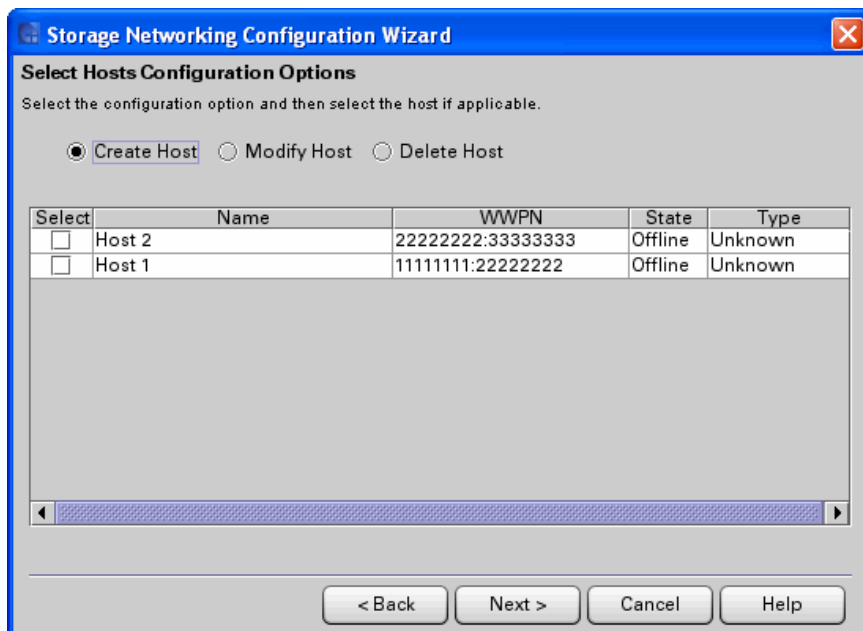 Storage Networking Configuration Wizard
Select Hosts Configuration Options
Select the configuration option and then select the host if applicable.
Create Host Modify Host Delete Host
Select Name WWPN State Type
Host 2 22222222:33333333 Offline Unknown
Host 1 11111111:22222222 Offline Unknown
< Back Next > Cancel Help